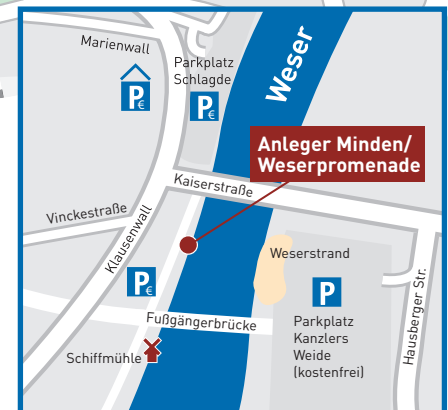 Marienwall
Parkplatz
Schlagde
P€
P€
Weser
Anleger Minden/
Weserpromenade
Kaiserstraße
Vinckestraße
Klausenwall
Weserstrand
P€
P
Hausberger Str.
Fußgängerbrücke
Parkplatz
Kanzlers
Weide
(kostenfrei)
Schiffmühle